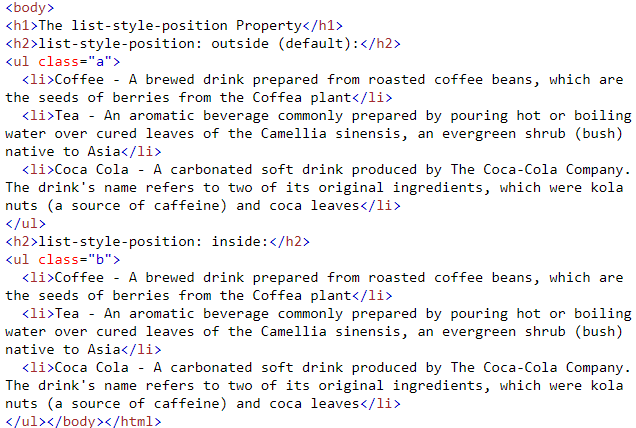 <body>
<h1>The list-style-position Property</h1>
<h2>list-style-position: outside (default):</h2>
<ul class="a">
  <li>Coffee - A brewed drink prepared from roasted coffee beans, which are
the seeds of berries from the Coffea plant</li>
  <li>Tea - An aromatic beverage commonly prepared by pouring hot or boiling
water over cured leaves of the Camellia sinensis, an evergreen shrub (bush)
native to Asia</li>
  <li>Coca Cola - A carbonated soft drink produced by The Coca-Cola Company.
The drink's name refers to two of its original ingredients, which were kola
nuts (a source of caffeine) and coca leaves</li>
</ul>
<h2>list-style-position: inside:</h2>
<ul class="b">
  <li>Coffee - A brewed drink prepared from roasted coffee beans, which are
the seeds of berries from the Coffea plant</li>
  <li>Tea - An aromatic beverage commonly prepared by pouring hot or boiling
water over cured leaves of the Camellia sinensis, an evergreen shrub (bush)
native to Asia</li>
  <li>Coca Cola - A carbonated soft drink produced by The Coca-Cola Company.
The drink's name refers to two of its original ingredients, which were kola
nuts (a source of caffeine) and coca leaves</li>
</ul></body></html>